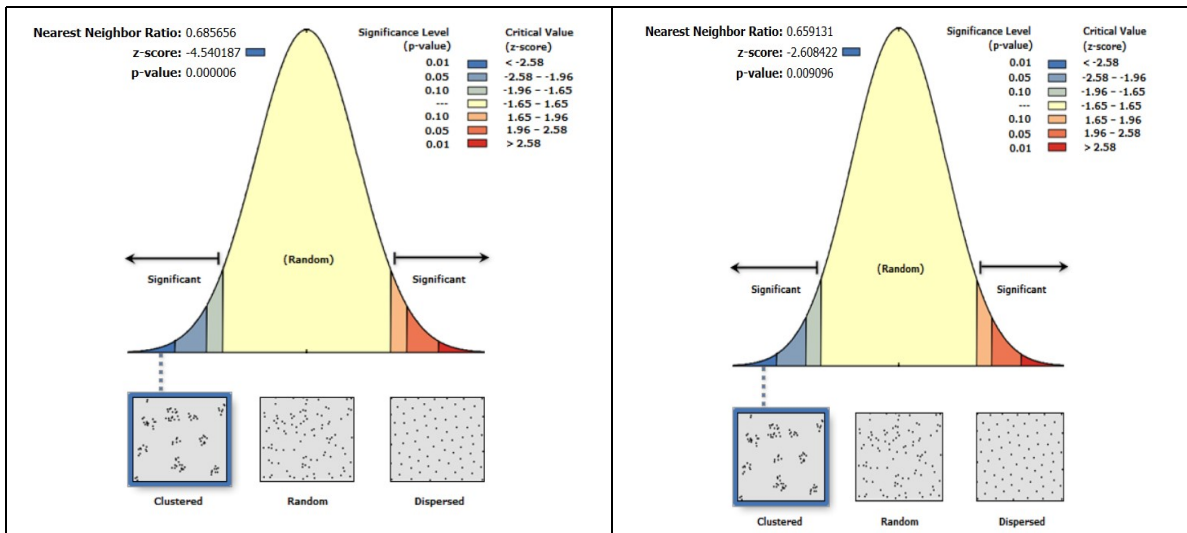 Nearest Neighbor Ratio: 0.685656
z-score: -4.540187
p-value: 0.000006
Significance Level (p-value)
Critical Value (z-score)
0.01 < -2.58
0.05 -2.58 – -1.96
0.10 -1.96 – -1.65
--- -1.65 – 1.65
0.10 1.65 – 1.96
0.05 1.96 – 2.58
0.01 > 2.58
Significant
(Random)
Significant
Clustered
Random
Dispersed
Nearest Neighbor Ratio: 0.659131
z-score: -2.608422
p-value: 0.009096
Significance Level (p-value)
Critical Value (z-score)
0.01 < -2.58
0.05 -2.58 – -1.96
0.10 -1.96 – -1.65
--- -1.65 – 1.65
0.10 1.65 – 1.96
0.05 1.96 – 2.58
0.01 > 2.58
Significant
(Random)
Significant
Clustered
Random
Dispersed